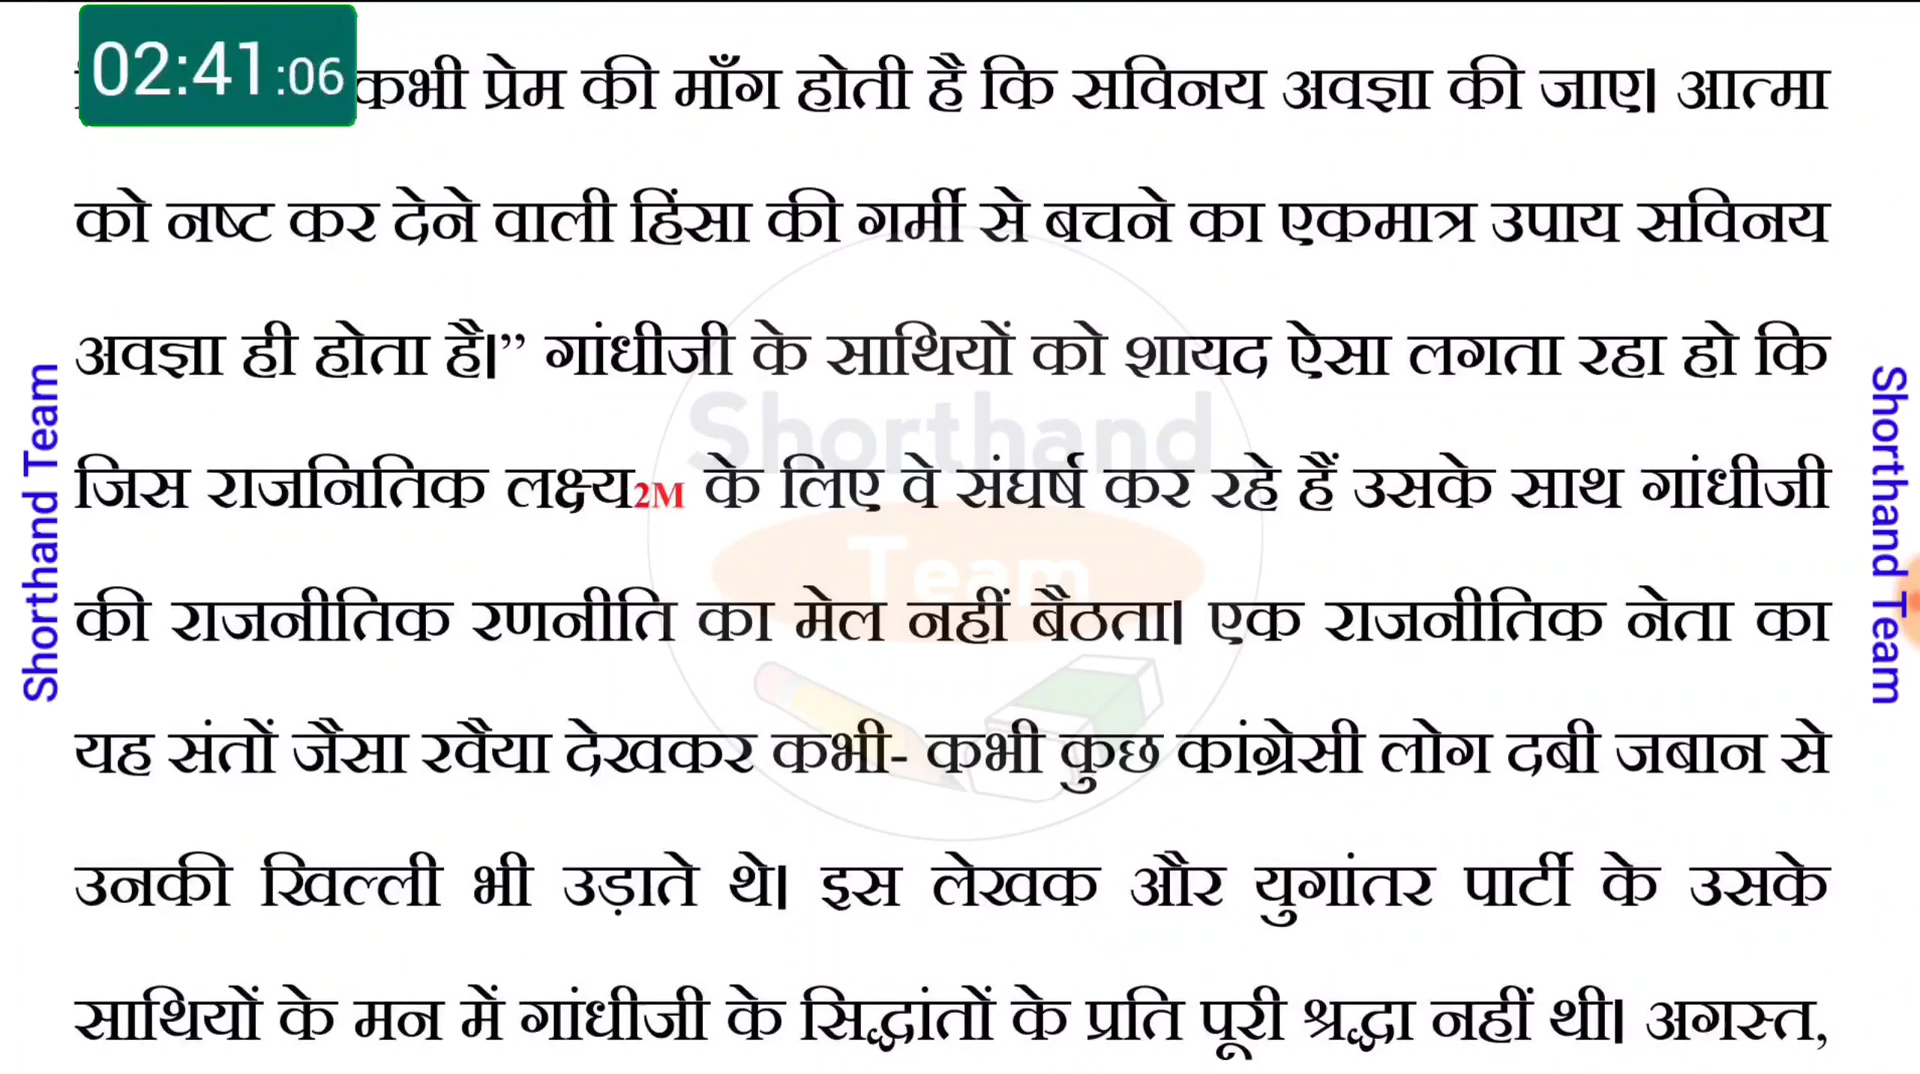 02:41:06
कभी प्रेम की माँग होती है कि सविनय अवज्ञा की जाए। आत्मा
को नष्ट कर देने वाली हिंसा की गर्मी से बचने का एकमात्र उपाय सविनय
अवज्ञा ही होता है।” गांधीजी के साथियों को शायद ऐसा लगता रहा हो कि
जिस राजनितिक लक्ष्य2M के लिए वे संघर्ष कर रहे हैं उसके साथ गांधीजी
की राजनीतिक रणनीति का मेल नहीं बैठता। एक राजनीतिक नेता का
यह संतों जैसा रवैया देखकर कभी- कभी कुछ कांग्रेसी लोग दबी जबान से
उनकी खिल्ली भी उड़ाते थे। इस लेखक और युगांतर पार्टी के उसके
साथियों के मन में गांधीजी के सिद्धांतों के प्रति पूरी श्रद्धा नहीं थी। अगस्त,
Shorthand Team
Shorthand Team
Shorthand
Team